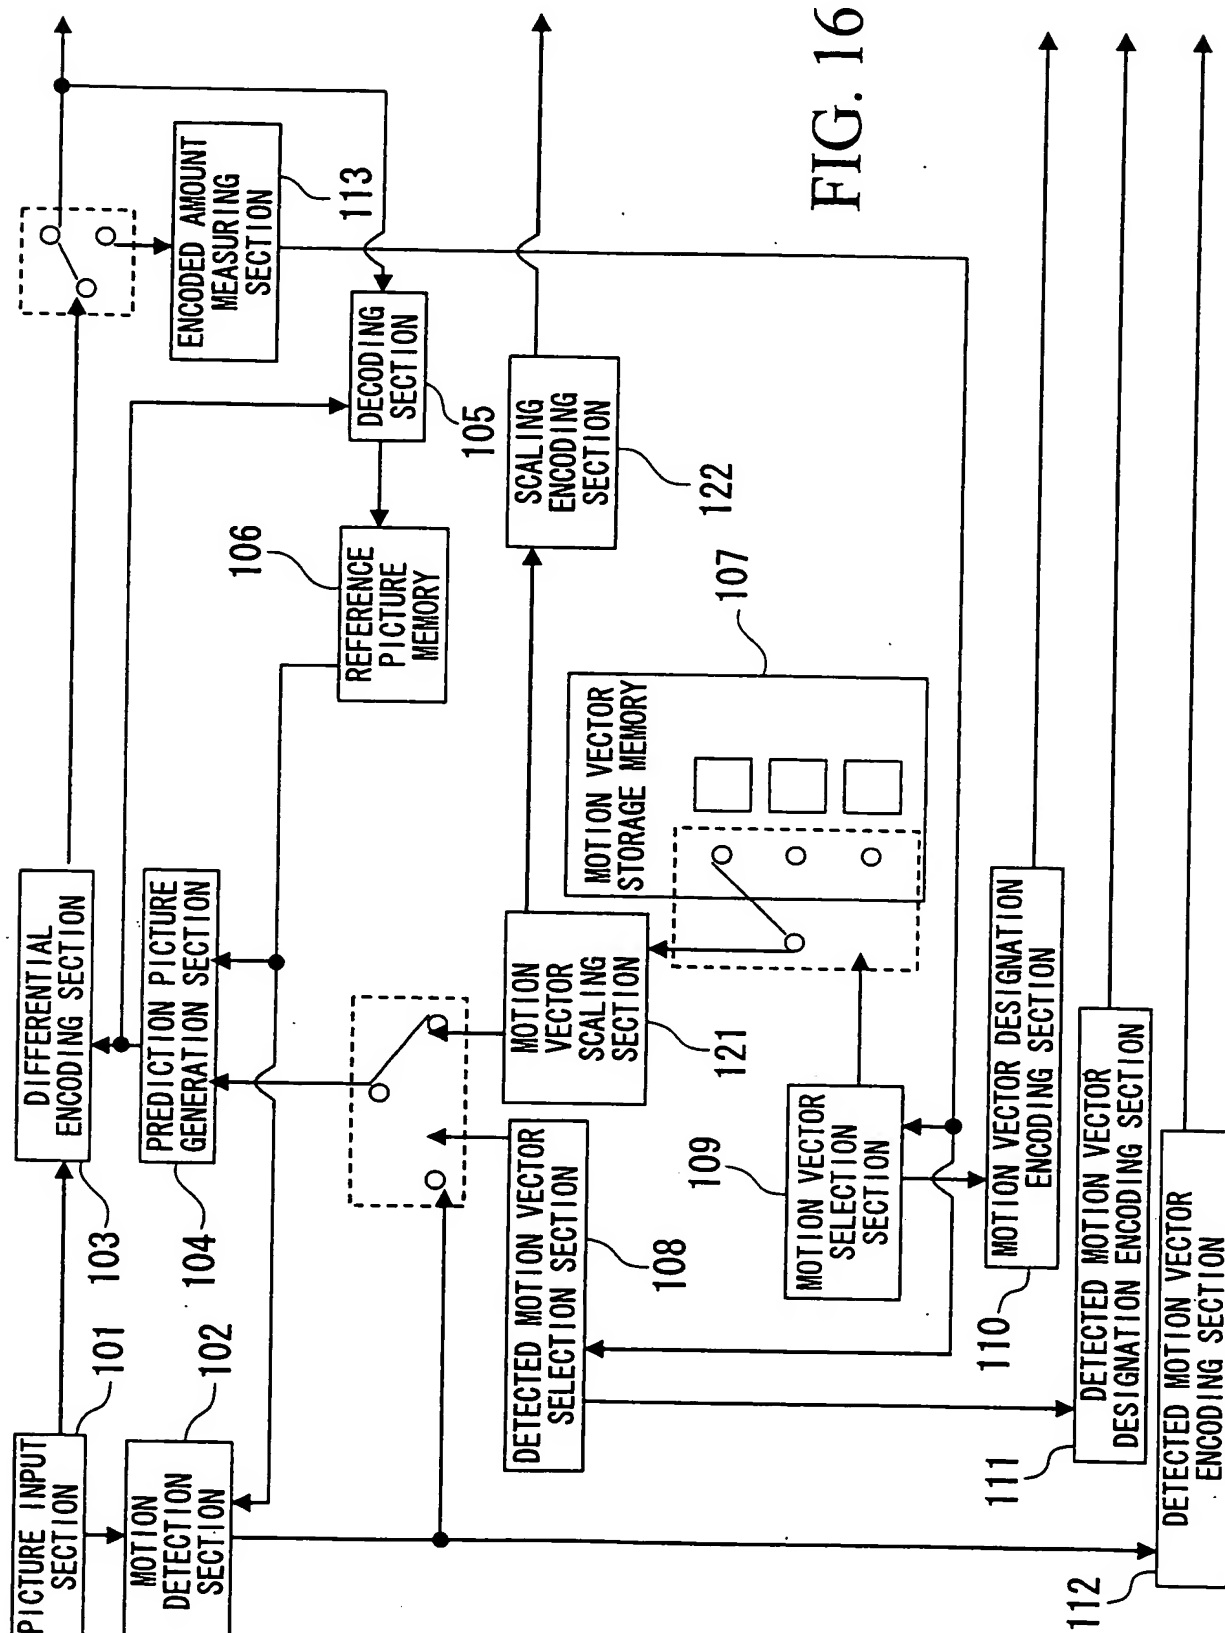 PICTURE INPUT
SECTION
101
MOTION
DETECTION
SECTION
102
DIFFERENTIAL
ENCODING SECTION
103
PREDICTION PICTURE
GENERATION SECTION
104
ENCODED AMOUNT
MEASURING
SECTION
113
DECODING
SECTION
105
REFERENCE
PICTURE
MEMORY
106
DETECTED MOTION VECTOR
SELECTION SECTION
108
MOTION
VECTOR
SCALING
SECTION
121
SCALING
ENCODING
SECTION
122
MOTION VECTOR
STORAGE MEMORY
107
MOTION VECTOR
SELECTION
SECTION
109
MOTION VECTOR DESIGNATION
ENCODING SECTION
110
DETECTED MOTION VECTOR
DESIGNATION ENCODING SECTION
111
DETECTED MOTION VECTOR
ENCODING SECTION
112
FIG. 16